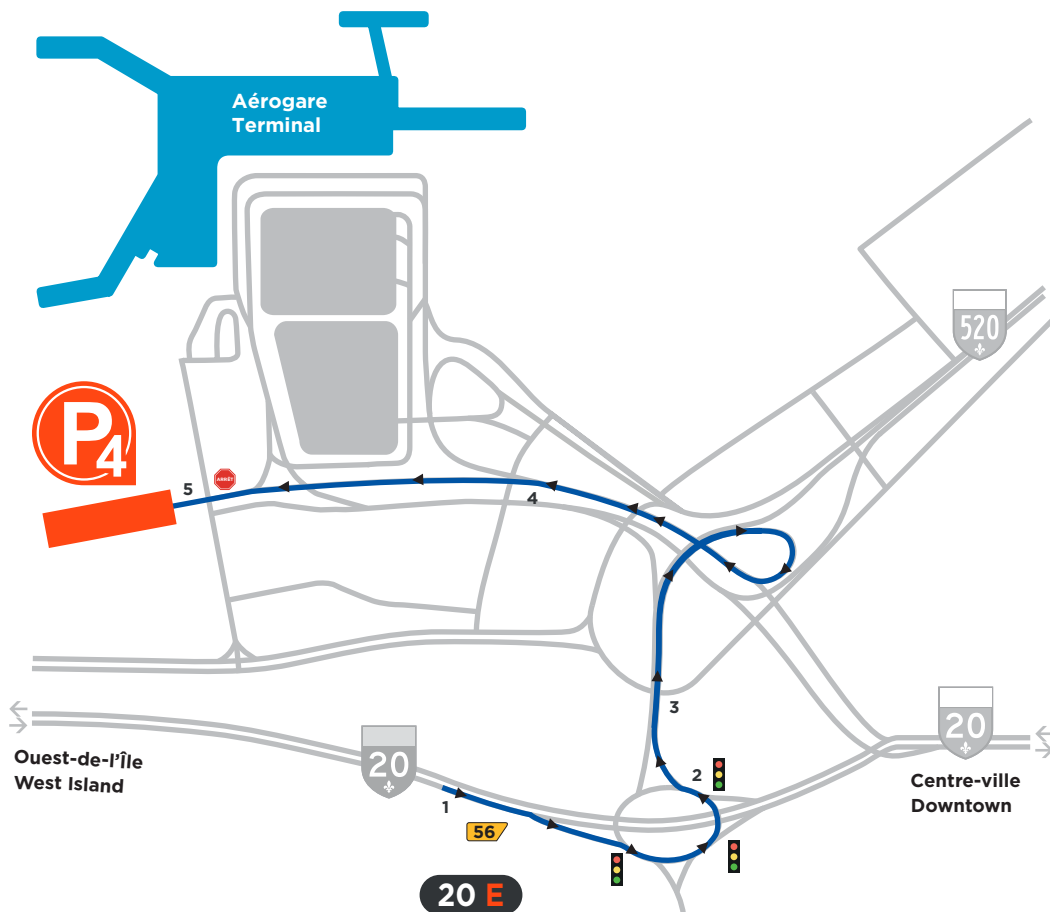 Aérogare
Terminal
520
P4
ARRÊT
5
4
3
20
Ouest-de-l'Île
West Island
20
Centre-ville
Downtown
2
1
56
20 E